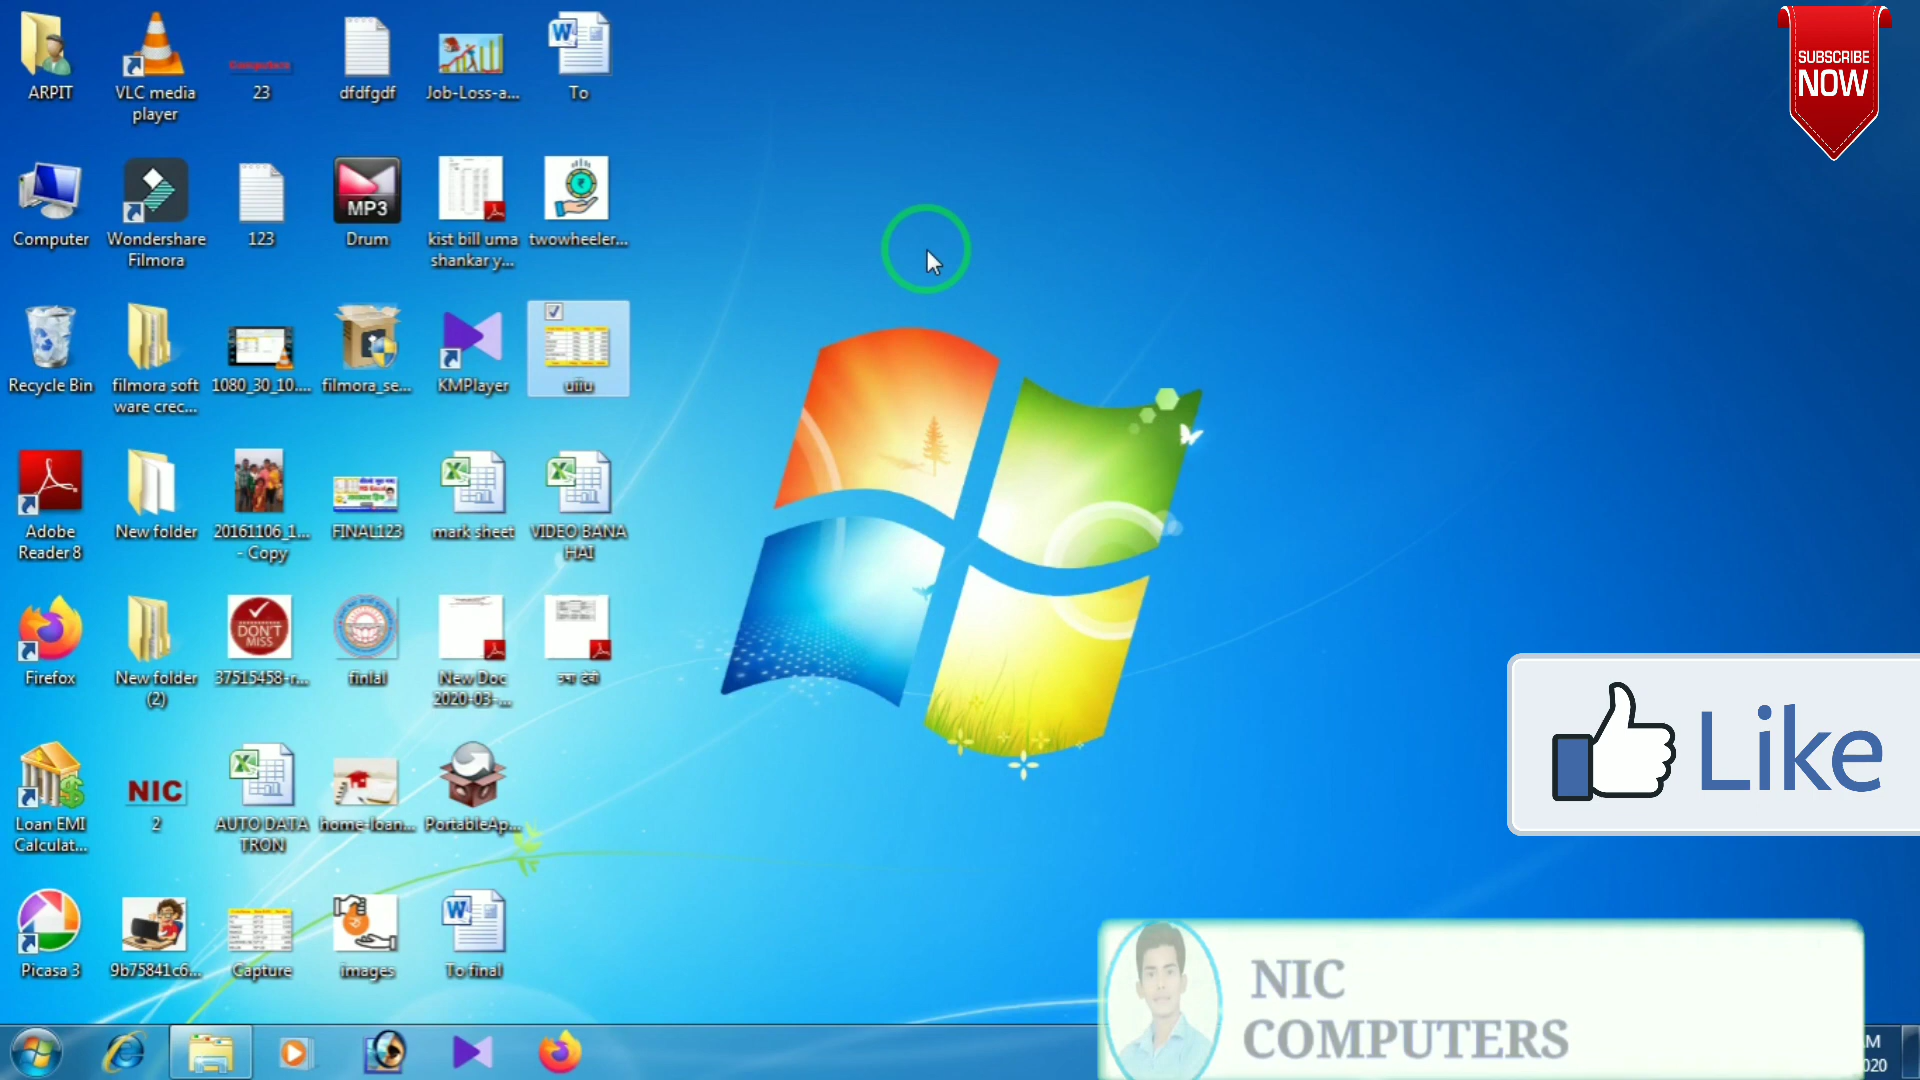 ARPIT
VLC media
player
Computers
23
dfdfgdf
Job-Loss-a...
To
SUBSCRIBE
NOW
Computer
Wondershare
Filmora
123
MP3
Drum
kist bill uma
shankar y...
twowheeler...
Recycle Bin
filmora soft
ware crec...
1080_30_10....
filmora_se...
KMPlayer
uiiu
Adobe
Reader 8
New folder
20161106_1...
- Copy
FINAL123
mark sheet
VIDEO BANA
HAI
Firefox
New folder
(2)
DON'T
MISS
37515458-r...
finlal
New Doc
2020-03-...
उषा देवी
Like
Loan EMI
Calculat...
NIC
2
AUTO DATA
TRON
home-loan...
PortableAp...
Picasa 3
9b75841c6...
Capture
images
To final
NIC
COMPUTERS